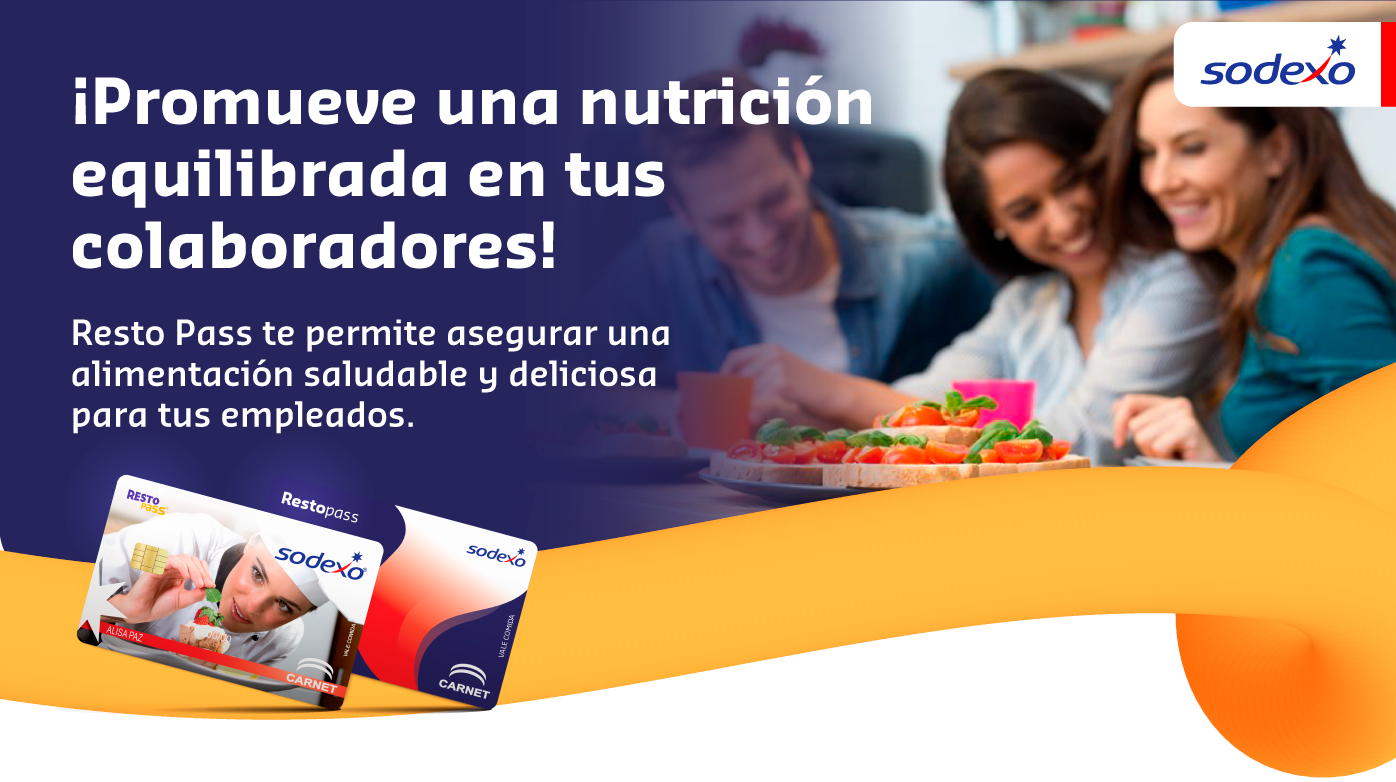 ¡Promueve una nutrición
equilibrada en tus
colaboradores!
sodexo
Resto Pass te permite asegurar una
alimentación saludable y deliciosa
para tus empleados.
RESTO
Pass
Restopass
sodexo
sodexo
ALISA PAZ
VALE COMIDA
CARNET
VALE COMIDA
CARNET